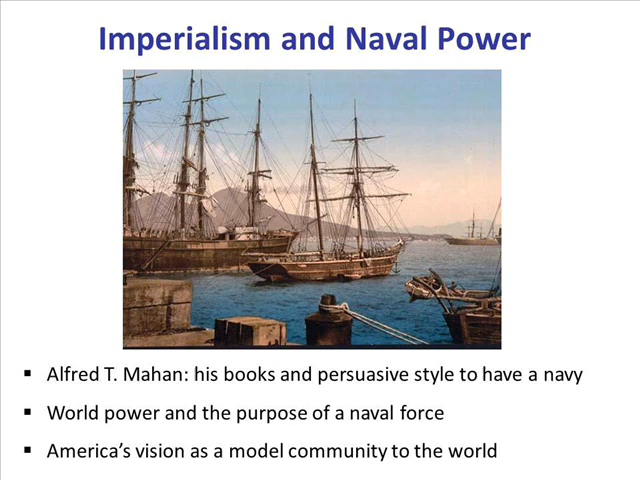 Imperialism and Naval Power
▪ Alfred T. Mahan: his books and persuasive style to have a navy
▪ World power and the purpose of a naval force
▪ America’s vision as a model community to the world